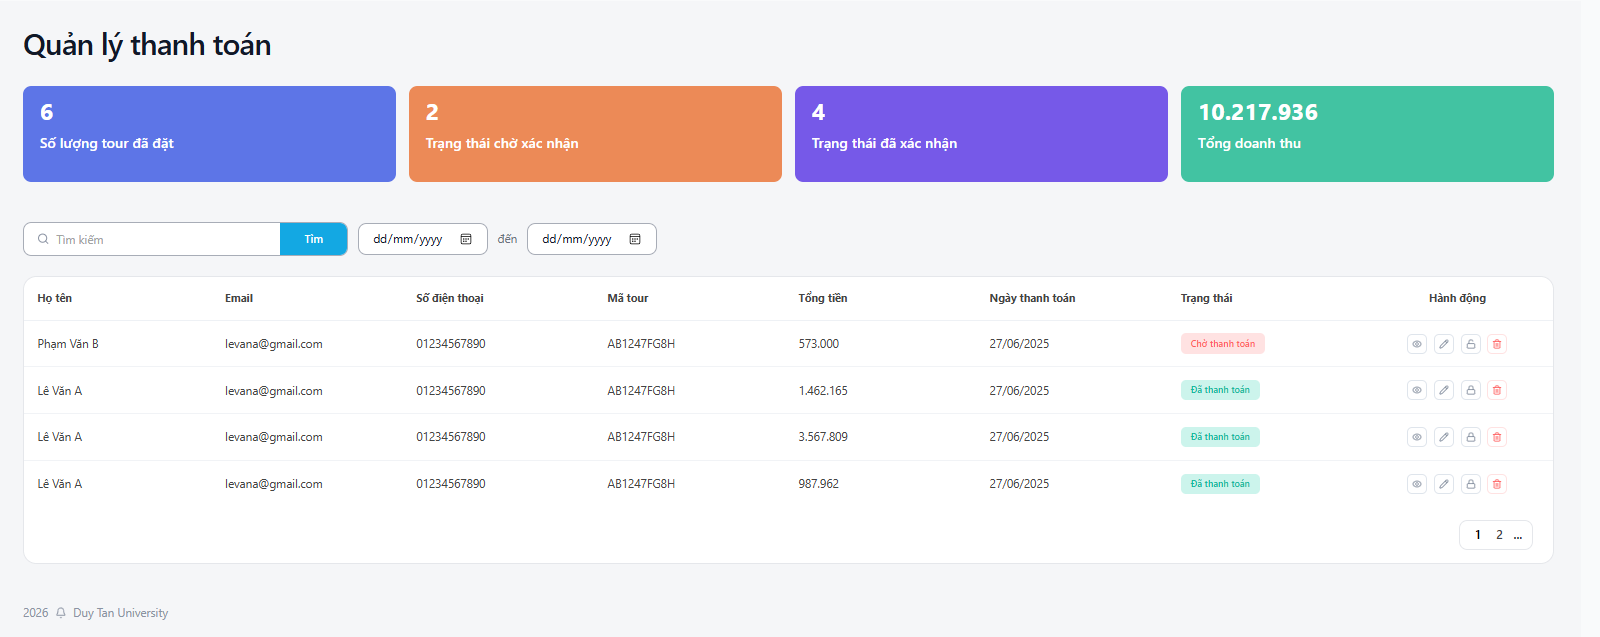 Quản lý thanh toán
6
Số lượng tour đã đặt
2
Trạng thái chờ xác nhận
4
Trạng thái đã xác nhận
10.217.936
Tổng doanh thu
Tìm kiếm
Tìm
dd/mm/yyyy
đến
dd/mm/yyyy
Họ tên Email Số điện thoại Mã tour Tổng tiền Ngày thanh toán Trạng thái Hành động
Phạm Văn B levana@gmail.com 01234567890 AB1247FG8H 573.000 27/06/2025 Chờ thanh toán
Lê Văn A levana@gmail.com 01234567890 AB1247FG8H 1.462.165 27/06/2025 Đã thanh toán
Lê Văn A levana@gmail.com 01234567890 AB1247FG8H 3.567.809 27/06/2025 Đã thanh toán
Lê Văn A levana@gmail.com 01234567890 AB1247FG8H 987.962 27/06/2025 Đã thanh toán
1 2 ...
2026 Duy Tan University